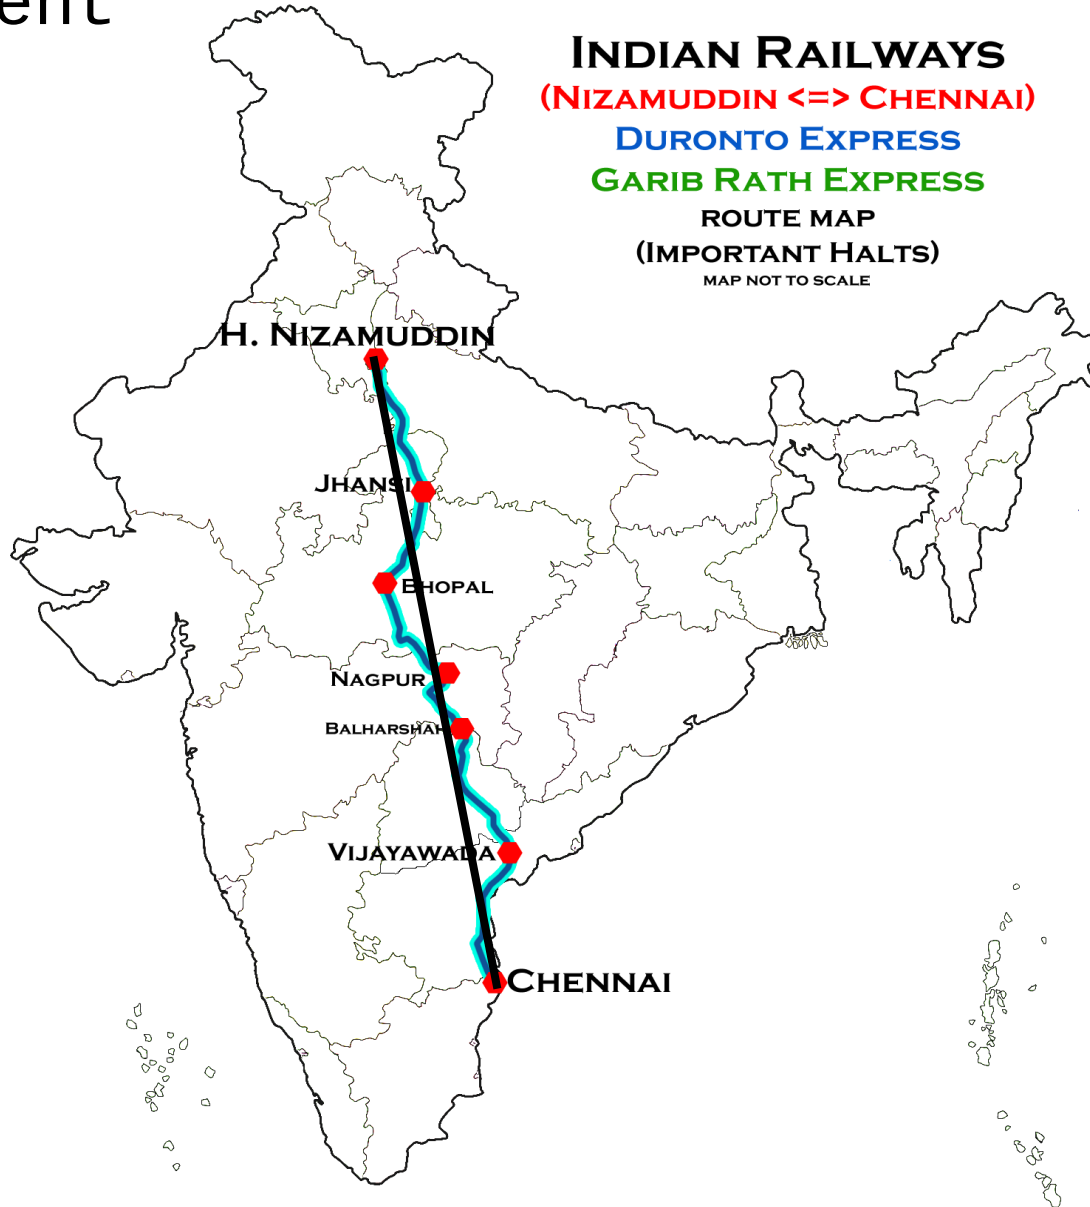 ent
INDIAN RAILWAYS
(NIZAMUDDIN <=> CHENNAI)
DURONTO EXPRESS
GARIB RATH EXPRESS
ROUTE MAP
(IMPORTANT HALTS)
MAP NOT TO SCALE
H. NIZAMUDDIN
JHANSI
BHOPAL
NAGPUR
BALHARSHAH
VIJAYAWADA
CHENNAI